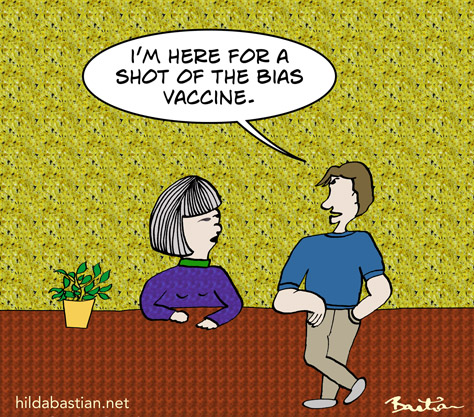 I'M HERE FOR A
SHOT OF THE BIAS
VACCINE.
hildabastian.net
Bastian